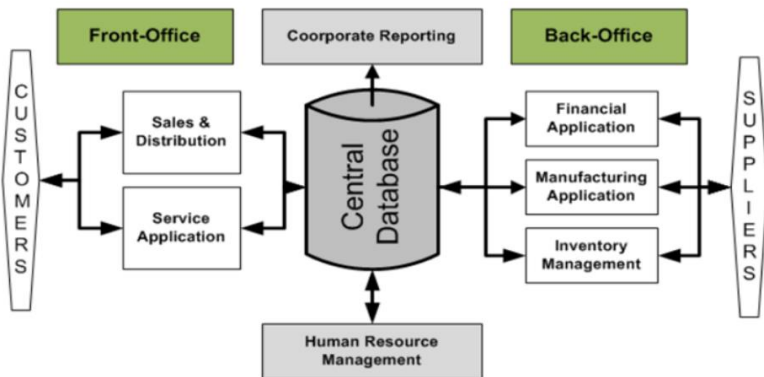 Front-Office
Coorporate Reporting
Back-Office
CUSTOMERS
Sales &
Distribution
Service
Application
Central
Database
Financial
Application
Manufacturing
Application
Inventory
Management
SUPPLIERS
Human Resource
Management